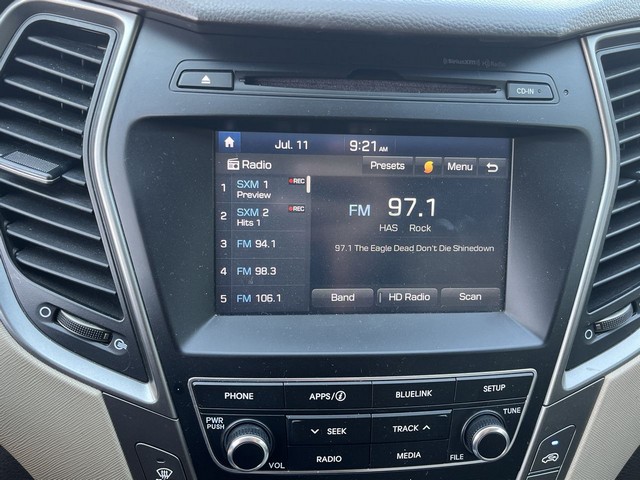 SiriusXM
CD-IN
Jul. 11 9:21 AM
Radio Presets Menu
1 SXM 1 REC
Preview
2 SXM 2 REC
Hits 1
3 FM 94.1
4 FM 98.3
5 FM 106.1
FM 97.1
HAS Rock
97.1 The Eagle Dead Don't Die Shinedown
Band HD Radio Scan
PHONE APPS/i BLUELINK SETUP
PWR
PUSH
SEEK TRACK TUNE
VOL RADIO MEDIA FILE